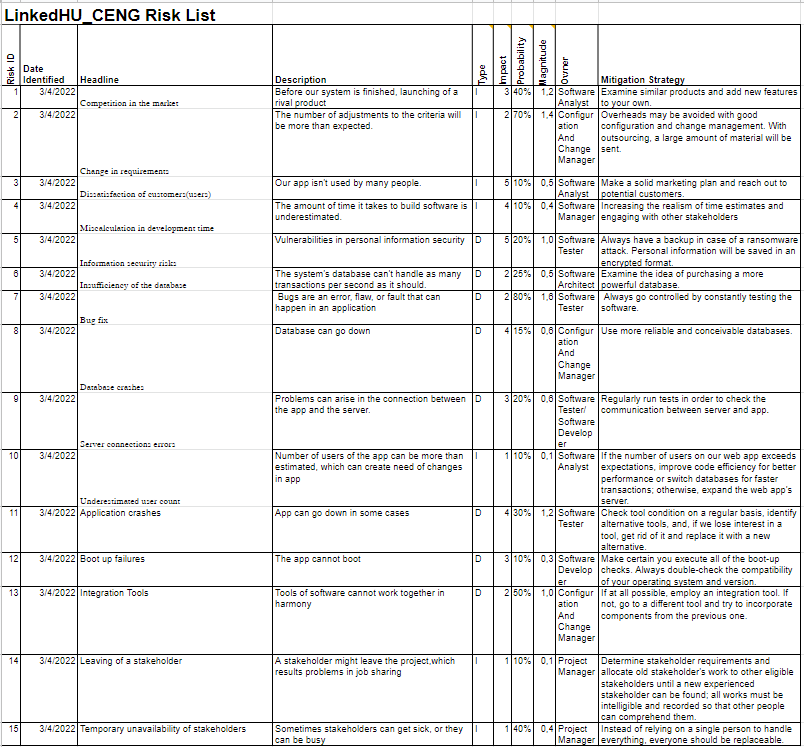 LinkedHU_CENG Risk List
Risk ID Date Identified Headline Description Type Impact Probability Magnitude Owner Mitigation Strategy
1 3/4/2022 Competition in the market Before our system is finished, launching of a I 3 40% 1,2 Software Examine similar products and add new features
rival product Analyst to your own.
2 3/4/2022 Change in requirements The number of adjustments to the criteria will I 2 70% 1,4 Configur Overheads may be avoided with good
be more than expected. ation configuration and change management. With
And outsourcing, a large amount of material will be
Change sent.
Manager
3 3/4/2022 Dissatisfaction of customers(users) Our app isn't used by many people. I 5 10% 0,5 Software Make a solid marketing plan and reach out to
Analyst potential customers.
4 3/4/2022 Miscalculation in development time The amount of time it takes to build software is I 4 10% 0,4 Software Increasing the realism of time estimates and
underestimated. Manager engaging with other stakeholders
5 3/4/2022 Information security risks Vulnerabilities in personal information security D 5 20% 1,0 Software Always have a backup in case of a ransomware
Tester attack. Personal information will be saved in an
encrypted format.
6 3/4/2022 Insufficiency of the database The system's database can't handle as many D 2 25% 0,5 Software Examine the idea of purchasing a more
transactions per second as it should. Architect powerful database.
7 3/4/2022 Bug fix Bugs are an error, flaw, or fault that can D 2 80% 1,6 Software Always go controlled by constantly testing the
happen in an application Tester software.
8 3/4/2022 Database crashes Database can go down D 4 15% 0,6 Configur Use more reliable and conceivable databases.
ation
And
Change
Manager
9 3/4/2022 Server connections errors Problems can arise in the connection between D 3 20% 0,6 Software Regularly run tests in order to check the
the app and the server. Tester/ communication between server and app.
Software
Develop
er
10 3/4/2022 Underestimated user count Number of users of the app can be more than I 1 10% 0,1 Software If the number of users on our web app exceeds
estimated, which can create need of changes Analyst expectations, improve code efficiency for better
in app performance or switch databases for faster
transactions; otherwise, expand the web app's
server.
11 3/4/2022 Application crashes App can go down in some cases D 4 30% 1,2 Software Check tool condition on a regular basis, identify
Tester alternative tools, and, if we lose interest in a
tool, get rid of it and replace it with a new
alternative.
12 3/4/2022 Boot up failures The app cannot boot D 3 10% 0,3 Software Make certain you execute all of the boot-up
Develop checks. Always double-check the compatibility
er of your operating system and version.
13 3/4/2022 Integration Tools Tools of software cannot work together in D 2 50% 1,0 Configur If at all possible, employ an integration tool. If
harmony ation not, go to a different tool and try to incorporate
And components from the previous one.
Change
Manager
14 3/4/2022 Leaving of a stakeholder A stakeholder might leave the project,which I 1 10% 0,1 Project Determine stakeholder requirements and
results problems in job sharing Manager allocate old stakeholder's work to other eligible
stakeholders until a new experienced
stakeholder can be found; all works must be
intelligible and recorded so that other people
can comprehend them.
15 3/4/2022 Temporary unavailability of stakeholders Sometimes stakeholders can get sick, or they I 1 40% 0,4 Project Instead of relying on a single person to handle
can be busy Manager everything, everyone should be replaceable.